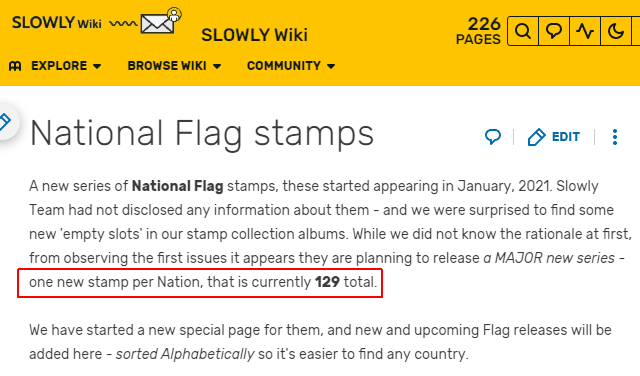 SLOWLY Wiki
SLOWLY Wiki
226
PAGES
EXPLORE
BROWSE WIKI
COMMUNITY
National Flag stamps
EDIT
A new series of National Flag stamps, these started appearing in January, 2021. Slowly
Team had not disclosed any information about them - and we were surprised to find some
new 'empty slots' in our stamp collection albums. While we did not know the rationale at first,
from observing the first issues it appears they are planning to release a MAJOR new series -
one new stamp per Nation, that is currently 129 total.
We have started a new special page for them, and new and upcoming Flag releases will be
added here - sorted Alphabetically so it's easier to find any country.